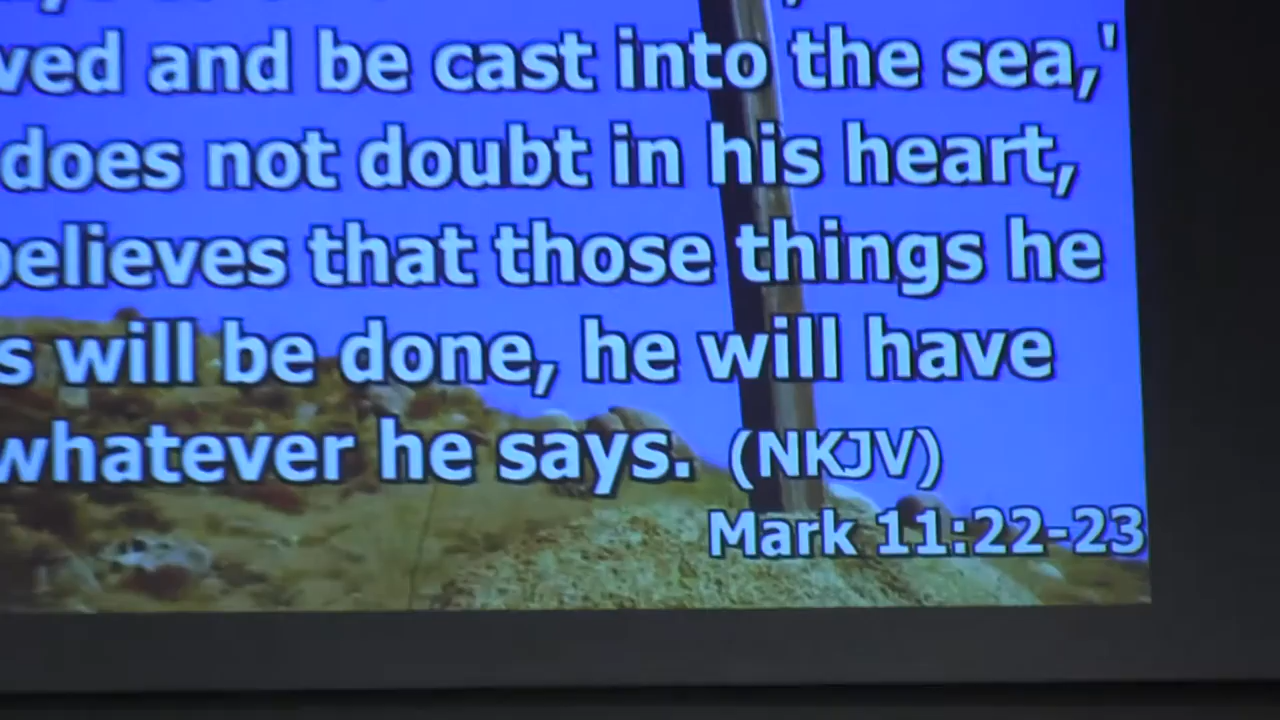 ved and be cast into the sea,'
does not doubt in his heart,
believes that those things he
s will be done, he will have
whatever he says. (NKJV)
Mark 11:22-23